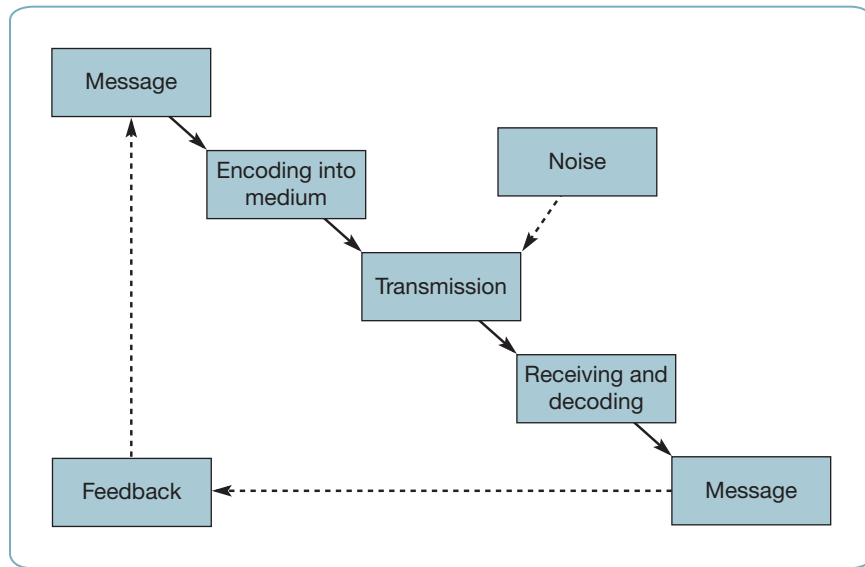 Message
Encoding into
medium
Noise
Transmission
Receiving and
decoding
Feedback
Message